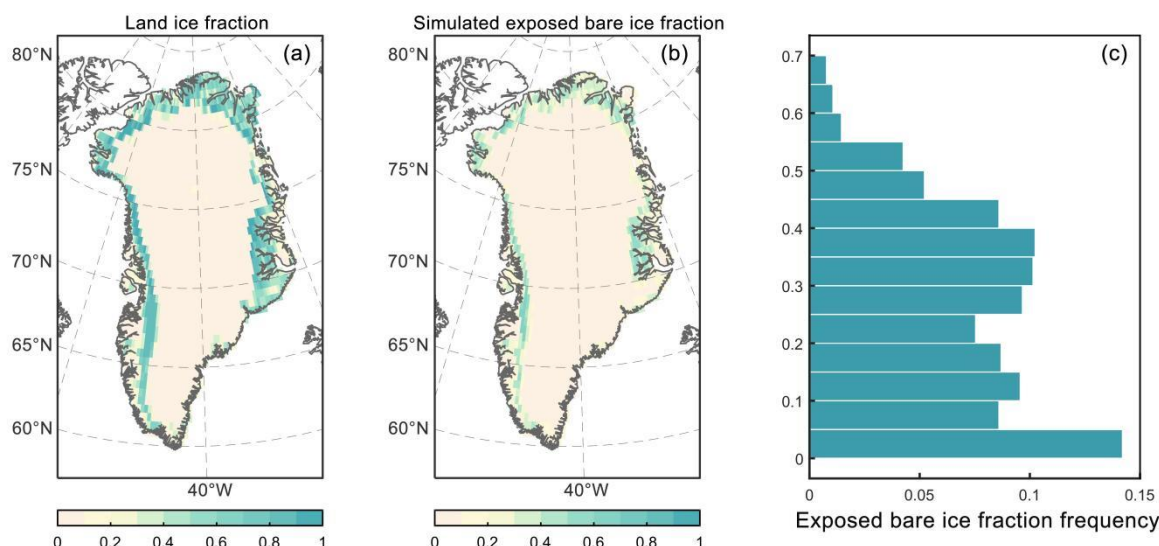 Land ice fraction
(a)
80°N
75°N
70°N
65°N
60°N
40°W
0 0.2 0.4 0.6 0.8 1
Simulated exposed bare ice fraction
(b)
80°N
75°N
70°N
65°N
60°N
40°W
0 0.2 0.4 0.6 0.8 1
(c)
0.7
0.6
0.5
0.4
0.3
0.2
0.1
0
0 0.05 0.1 0.15
Exposed bare ice fraction frequency